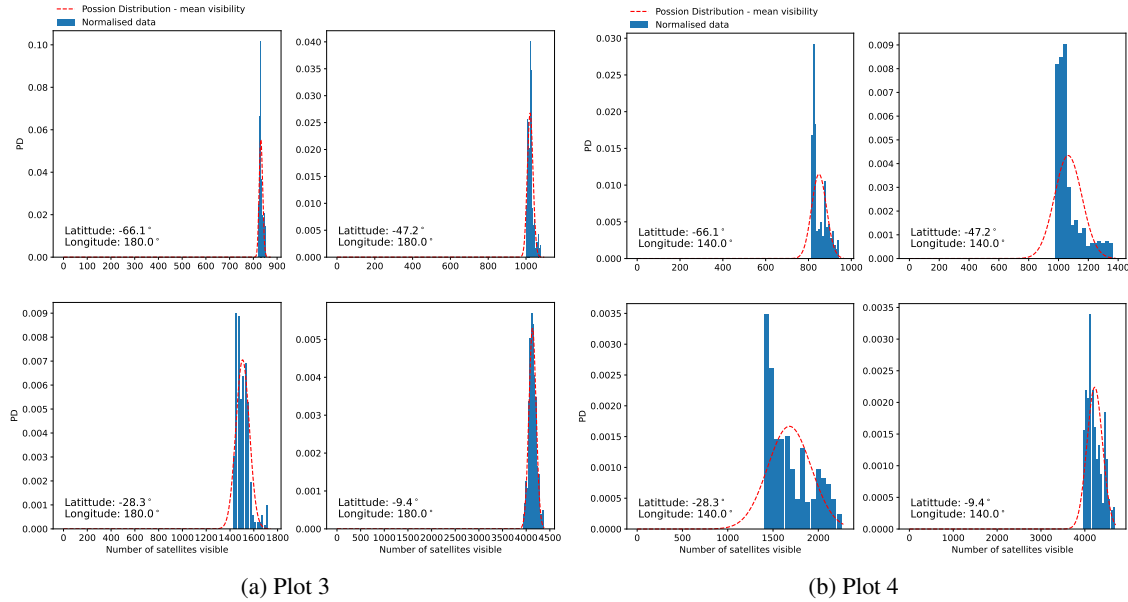 Possion Distribution - mean visibility
Normalised data
PD
0.10
0.08
0.06
0.04
0.02
0.00
Latittude: -66.1°
Longitude: 180.0°
0 100 200 300 400 500 600 700 800 900
0.040
0.035
0.030
0.025
0.020
0.015
0.010
0.005
0.000
Latittude: -47.2°
Longitude: 180.0°
0 200 400 600 800 1000
PD
0.009
0.008
0.007
0.006
0.005
0.004
0.003
0.002
0.001
0.000
Latittude: -28.3°
Longitude: 180.0°
0 200 400 600 800 1000 1200 1400 1600 1800
Number of satellites visible
0.005
0.004
0.003
0.002
0.001
0.000
Latittude: -9.4°
Longitude: 180.0°
0 500 1000 1500 2000 2500 3000 3500 4000 4500
Number of satellites visible
(a) Plot 3
Possion Distribution - mean visibility
Normalised data
PD
0.030
0.025
0.020
0.015
0.010
0.005
0.000
Latittude: -66.1°
Longitude: 140.0°
0 200 400 600 800 1000
0.009
0.008
0.006
0.005
0.003
0.002
0.000
Latittude: -47.2°
Longitude: 140.0°
0 200 400 600 800 1000 1200 1400
PD
0.0035
0.0030
0.0025
0.0020
0.0015
0.0010
0.0005
0.000
Latittude: -28.3°
Longitude: 140.0°
0 500 1000 1500 2000
Number of satellites visible
0.0035
0.0030
0.0025
0.0020
0.0015
0.0010
0.0005
0.000
Latittude: -9.4°
Longitude: 140.0°
0 1000 2000 3000 4000
Number of satellites visible
(b) Plot 4